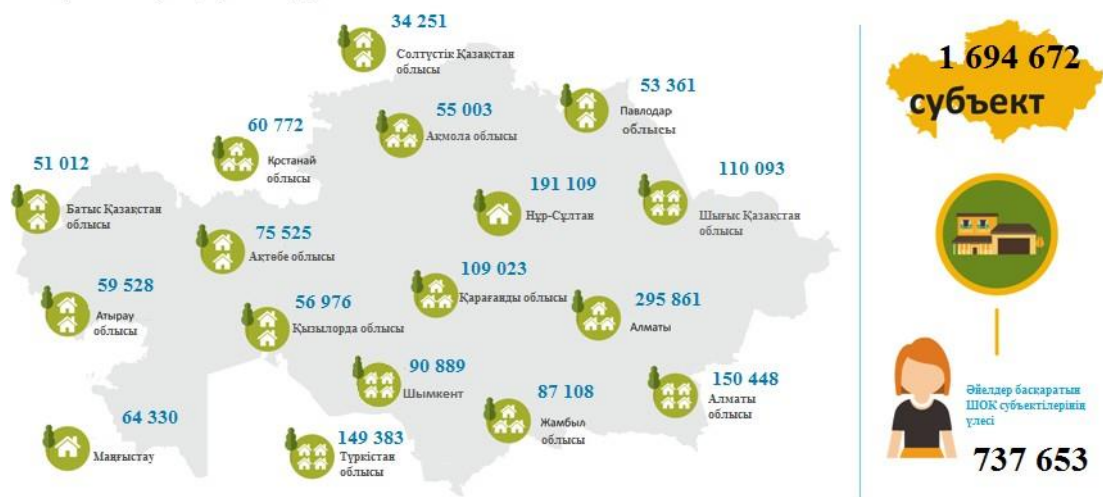 34 251
Солтүстік Қазақстан
облысы
55 003
Ақмола облысы
53 361
Павлодар
облысы
60 772
Қрстанай
облысы
51 012
Батыс Қазақстан
облысы
191 109
Нұр-Сұлтан
110 093
Шығыс Қазақстан
облысы
75 525
Ақтөбе облысы
59 528
Атырау
облысы
109 023
Қарағанды облысы
56 976
Қызылорда облысы
295 861
Алматы
90 889
Шымкент
87 108
Жамбыл
облысы
150 448
Алматы
облысы
64 330
Маңғыстау
149 383
Түркістан
облысы
1 694 672
субъект
Әйелдер басқаратын
ШОК субъектілерінің
үлесі
737 653